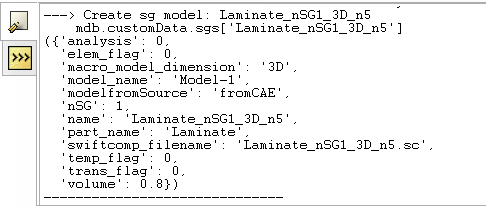 ---> Create sg model: Laminate_nSG1_3D_n5
mdb.customData.sgs['Laminate_nSG1_3D_n5']
({'analysis': 0,
'elem_flag': 0,
'macro_model_dimension': '3D',
'model_name': 'Model-1',
'modelfromSource': 'fromCAE',
'nSG': 1,
'name': 'Laminate_nSG1_3D_n5',
'part_name': 'Laminate',
'swiftcomp_filename': 'Laminate_nSG1_3D_n5.sc',
'temp_flag': 0,
'trans_flag': 0,
'volume': 0.8})
------------------------------
>>>